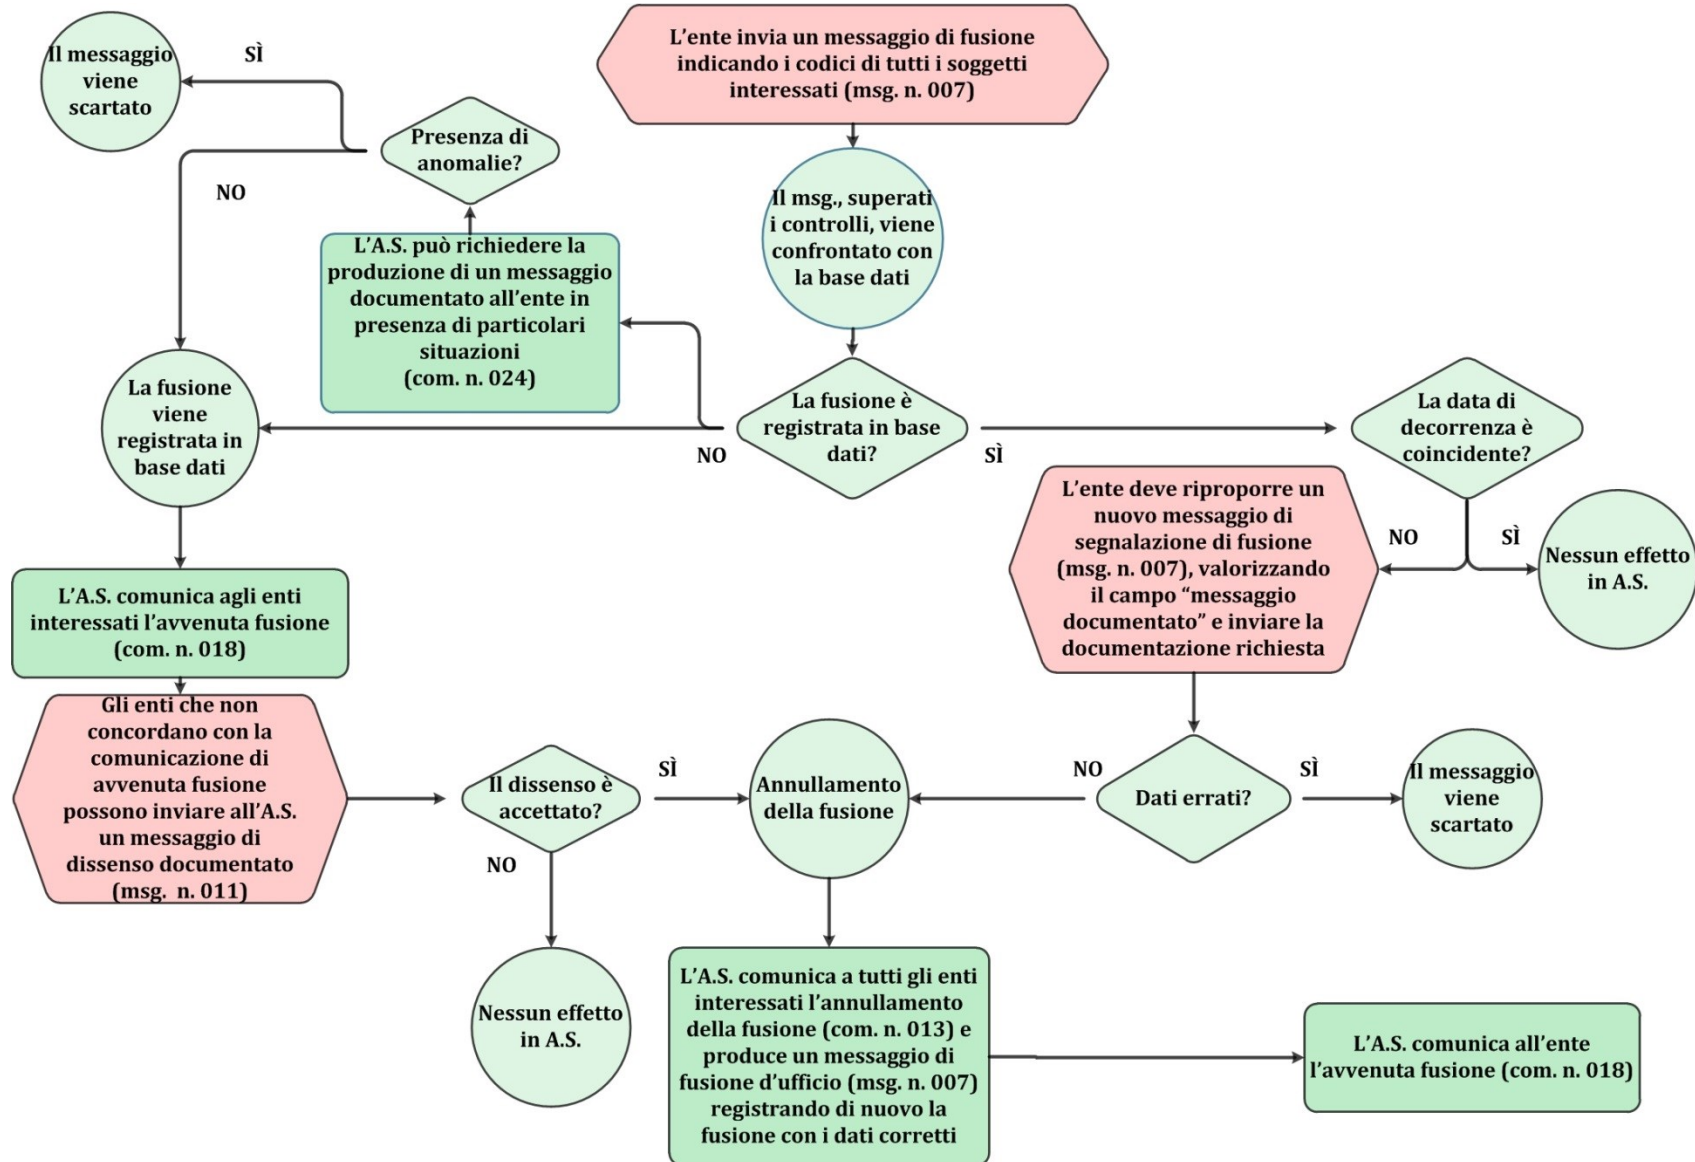 L'ente invia un messaggio di fusione
indicando i codici di tutti i soggetti
interessati (msg. n. 007)
Il messaggio
viene
scartato
SÌ
Presenza di
anomalie?
NO
Il msg., superati
i controlli, viene
confrontato con
la base dati
L'A.S. può richiedere la
produzione di un messaggio
documentato all'ente in
presenza di particolari
situazioni
(com. n. 024)
La fusione
viene
registrata in
base dati
La fusione è
registrata in base
dati?
NO
SÌ
La data di
decorrenza è
coincidente?
L'ente deve riproporre un
nuovo messaggio di
segnalazione di fusione
(msg. n. 007), valorizzando
il campo “messaggio
documentato” e inviare la
documentazione richiesta
NO
SÌ
Nessun effetto
in A.S.
L'A.S. comunica agli enti
interessati l'avvenuta fusione
(com. n. 018)
Gli enti che non
concordano con la
comunicazione di
avvenuta fusione
possono inviare all'A.S.
un messaggio di
dissenso documentato
(msg.  n. 011)
Il dissenso è
accettato?
SÌ
NO
Annullamento
della fusione
NO
Dati errati?
SÌ
Il messaggio
viene
scartato
Nessun effetto
in A.S.
L'A.S. comunica a tutti gli enti
interessati l'annullamento
della fusione (com. n. 013) e
produce un messaggio di
fusione d'ufficio (msg. n. 007)
registrando di nuovo la
fusione con i dati corretti
L'A.S. comunica all'ente
l'avvenuta fusione (com. n. 018)